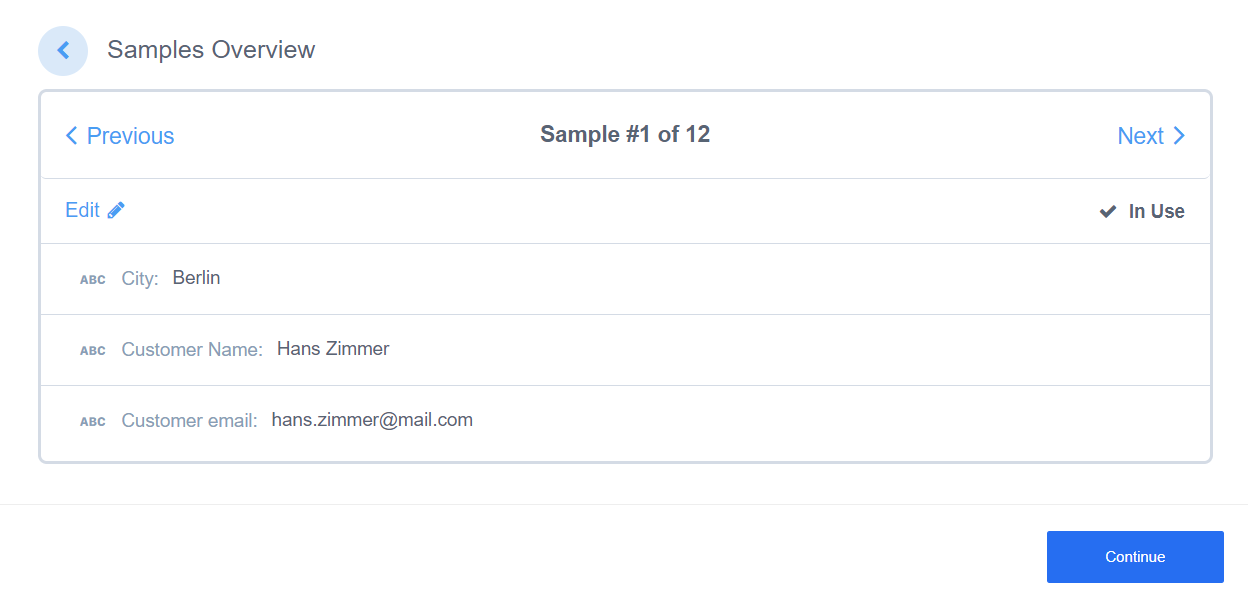 Samples Overview
Previous Sample #1 of 12 Next
Edit In Use
ABC City: Berlin
ABC Customer Name: Hans Zimmer
ABC Customer email: hans.zimmer@mail.com
Continue